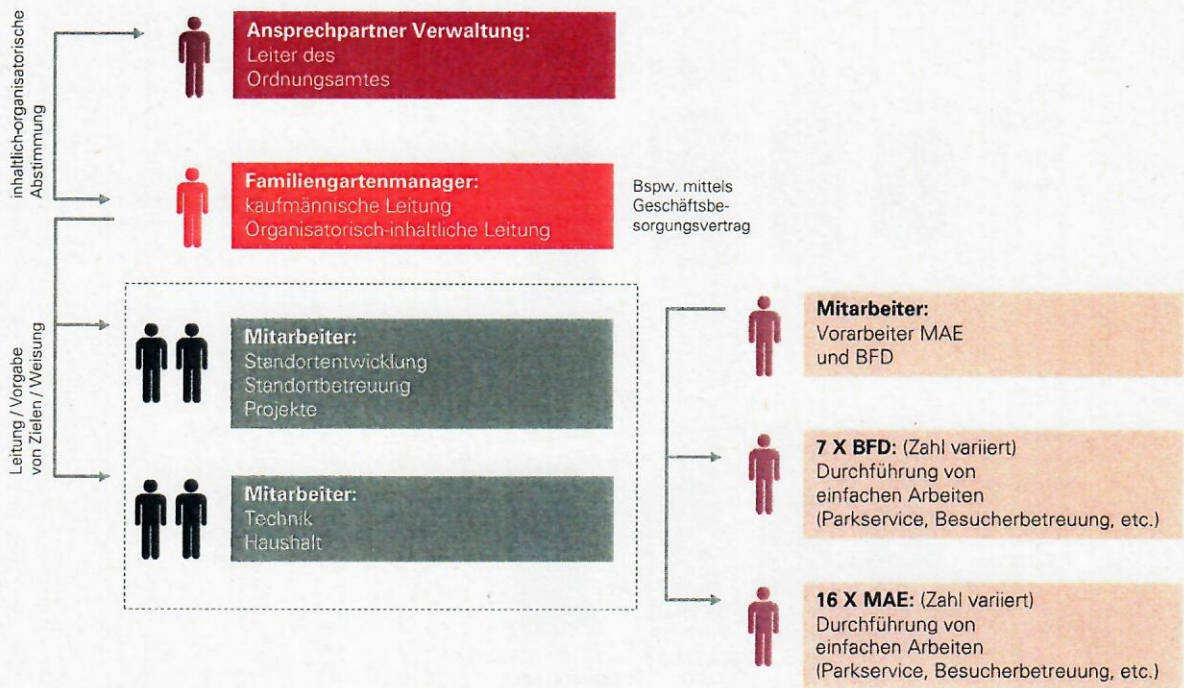 inhaltlich-organisatorische
Abstimmung
Ansprechpartner Verwaltung:
Leiter des
Ordnungsamtes
Familiengartenmanager:
kaufmännische Leitung
Organisatorisch-inhaltliche Leitung
Bspw. mittels
Geschäftsbe-
sorgungsvertrag
Leitung / Vorgabe
von Zielen / Weisung
Mitarbeiter:
Standortentwicklung
Standortbetreuung
Projekte
Mitarbeiter:
Technik
Haushalt
Mitarbeiter:
Vorarbeiter MAE
und BFD
7 X BFD: (Zahl variiert)
Durchführung von
einfachen Arbeiten
(Parkservice, Besucherbetreuung, etc.)
16 X MAE: (Zahl variiert)
Durchführung von
einfachen Arbeiten
(Parkservice, Besucherbetreuung, etc.)